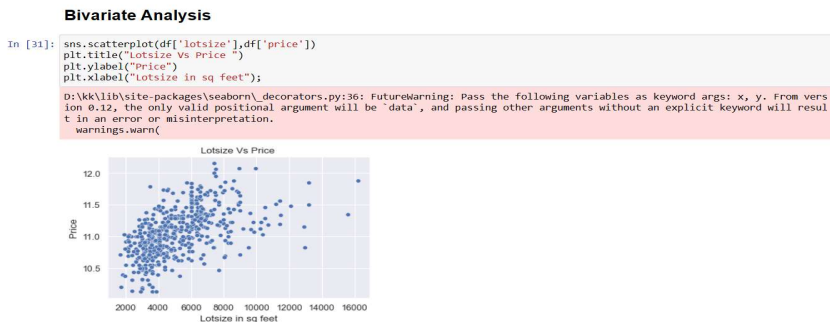 Bivariate Analysis
In [31]: sns.scatterplot(df['lotsize'],df['price'])
plt.title("Lotsize Vs Price ")
plt.ylabel("Price")
plt.xlabel("Lotsize in sq feet");
D:\kk\lib\site-packages\seaborn\_decorators.py:36: FutureWarning: Pass the following variables as keyword args: x, y. From vers
ion 0.12, the only valid positional argument will be `data`, and passing other arguments without an explicit keyword will resul
t in an error or misinterpretation.
warnings.warn(
Lotsize Vs Price
12.0
11.5
11.0
10.5
Price
2000 4000 6000 8000 10000 12000 14000 16000
Lotsize in sq feet